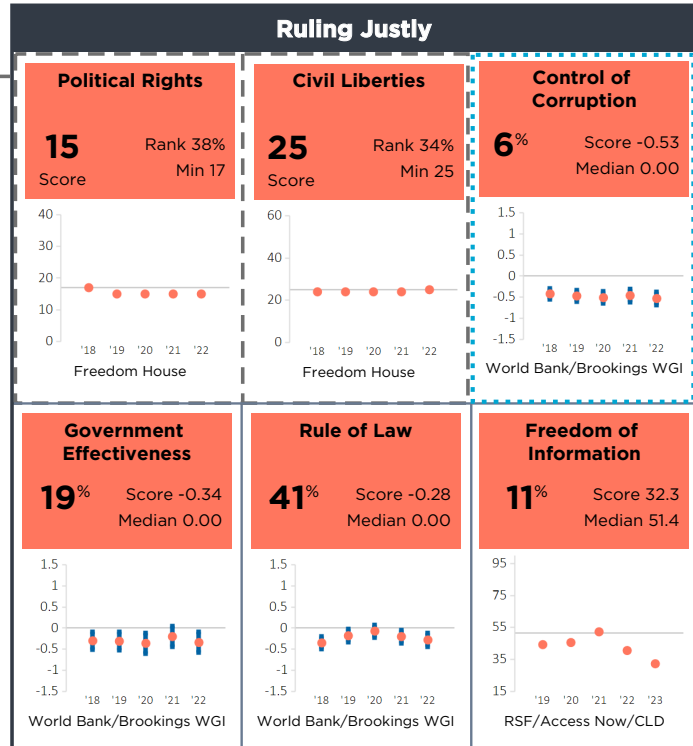 Ruling Justly
Political Rights
15
Score
Rank 38%
Min 17
40
30
20
10
0
'18 '19 '20 '21 '22
Freedom House
Civil Liberties
25
Score
Rank 34%
Min 25
60
40
20
0
'18 '19 '20 '21 '22
Freedom House
Control of
Corruption
6%
Score -0.53
Median 0.00
1.5
1
0.5
0
-0.5
-1
-1.5
'18 '19 '20 '21 '22
World Bank/Brookings WGI
Government
Effectiveness
19%
Score -0.34
Median 0.00
1.5
1
0.5
0
-0.5
-1
-1.5
'18 '19 '20 '21 '22
World Bank/Brookings WGI
Rule of Law
41%
Score -0.28
Median 0.00
1.5
1
0.5
0
-0.5
-1
-1.5
'18 '19 '20 '21 '22
World Bank/Brookings WGI
Freedom of
Information
11%
Score 32.3
Median 51.4
95
55
35
15
'19 '20 '21 '22 '23
RSF/Access Now/CLD